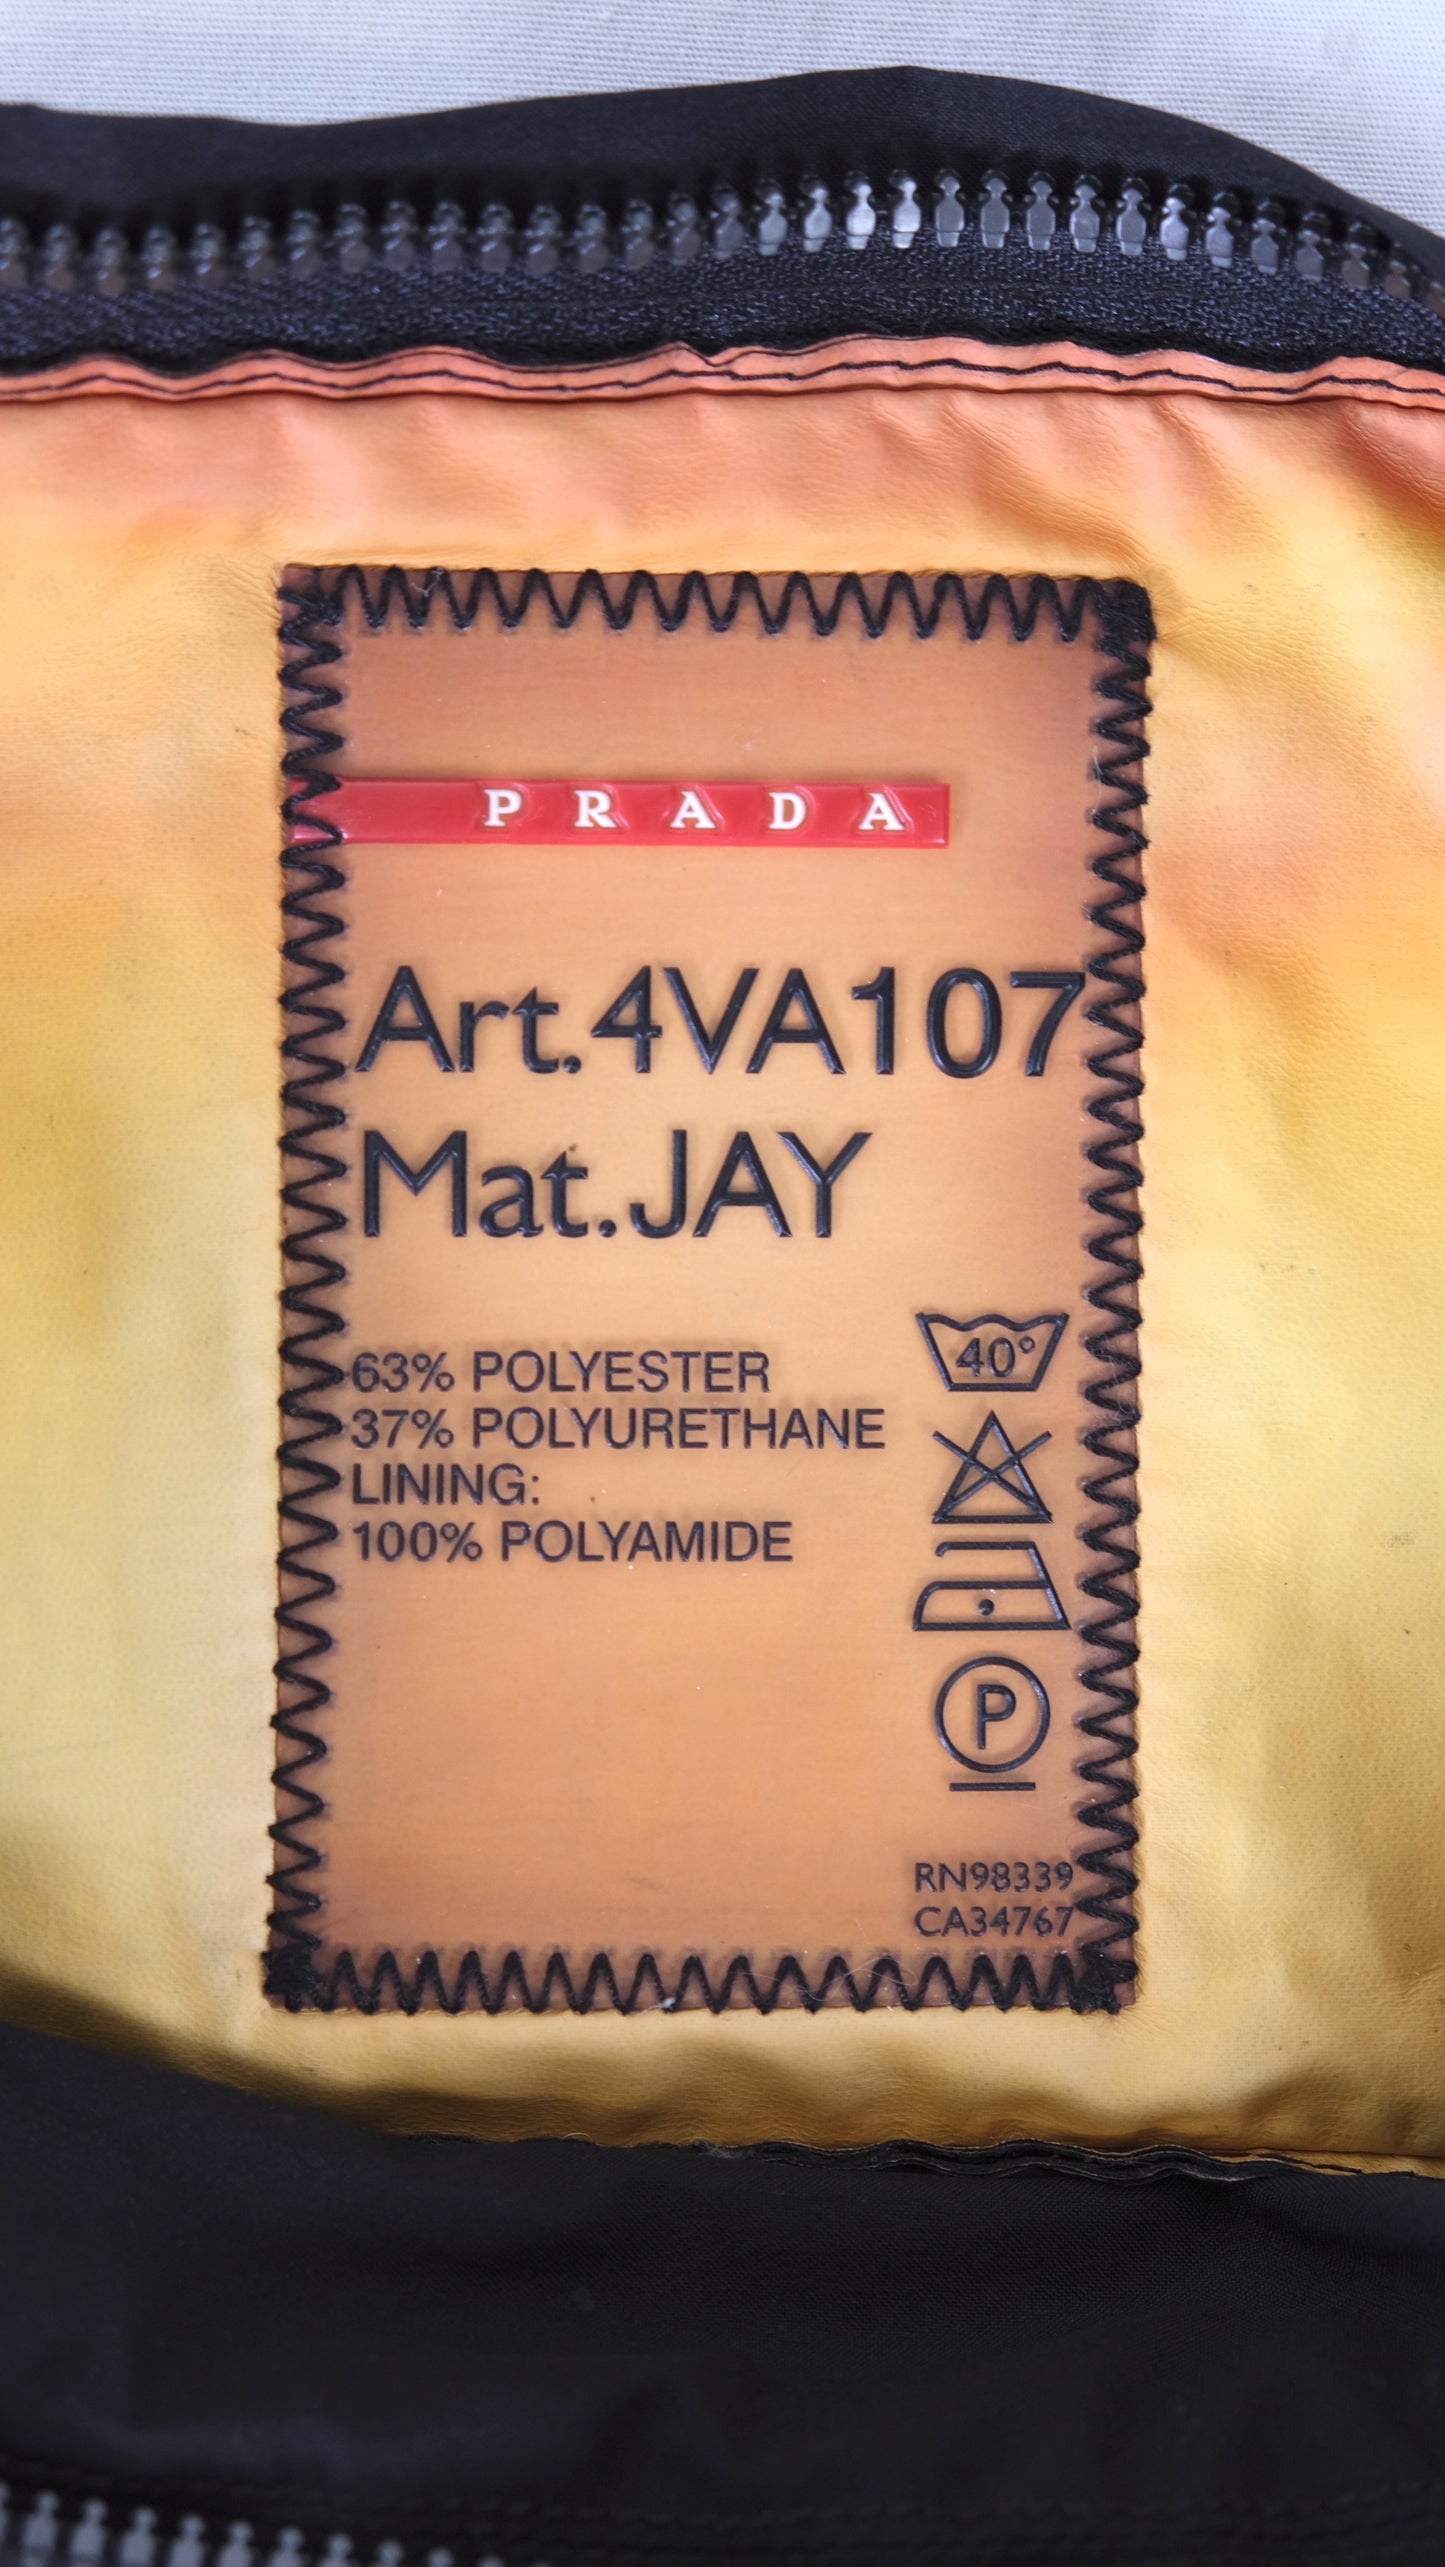 PRADA
Art.4VA107
Mat.JAY
40°
63% POLYESTER
37% POLYURETHANE
LINING:
100% POLYAMIDE
P
RN98339
CA34767